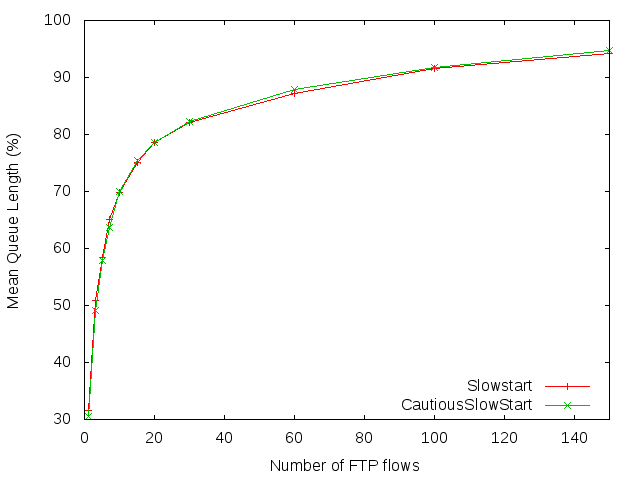 100
90
80
70
60
50
40
30
0 20 40 60 80 100 120 140
Mean Queue Length (%)
Number of FTP flows
Slowstart
CautiousSlowStart